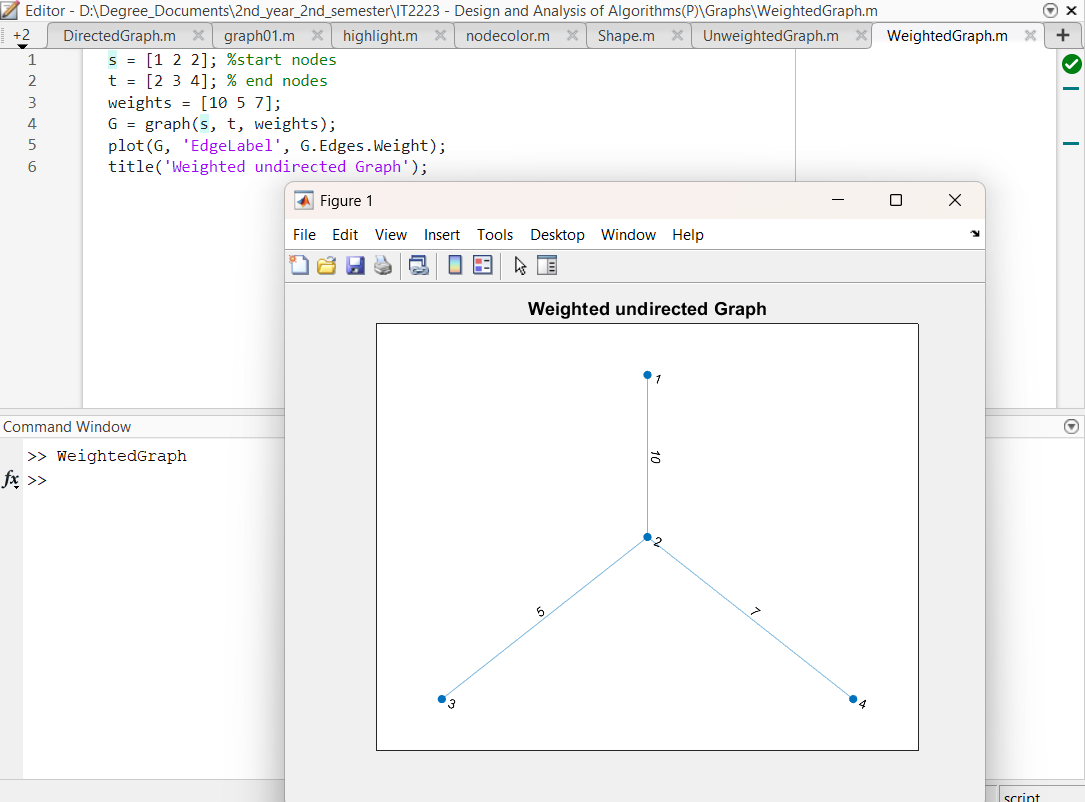 Editor - D:\Degree_Documents\2nd_year_2nd_semester\IT2223 - Design and Analysis of Algorithms(P)\Graphs\WeightedGraph.m
+2 DirectedGraph.m graph01.m highlight.m nodecolor.m Shape.m UnweightedGraph.m WeightedGraph.m
1 s = [1 2 2]; %start nodes
2 t = [2 3 4]; % end nodes
3 weights = [10 5 7];
4 G = graph(s, t, weights);
5 plot(G, 'EdgeLabel', G.Edges.Weight);
6 title('Weighted undirected Graph');
Figure 1
File Edit View Insert Tools Desktop Window Help
Weighted undirected Graph
1
10
2
5 7
3 4
Command Window
>> WeightedGraph
fx >>
script